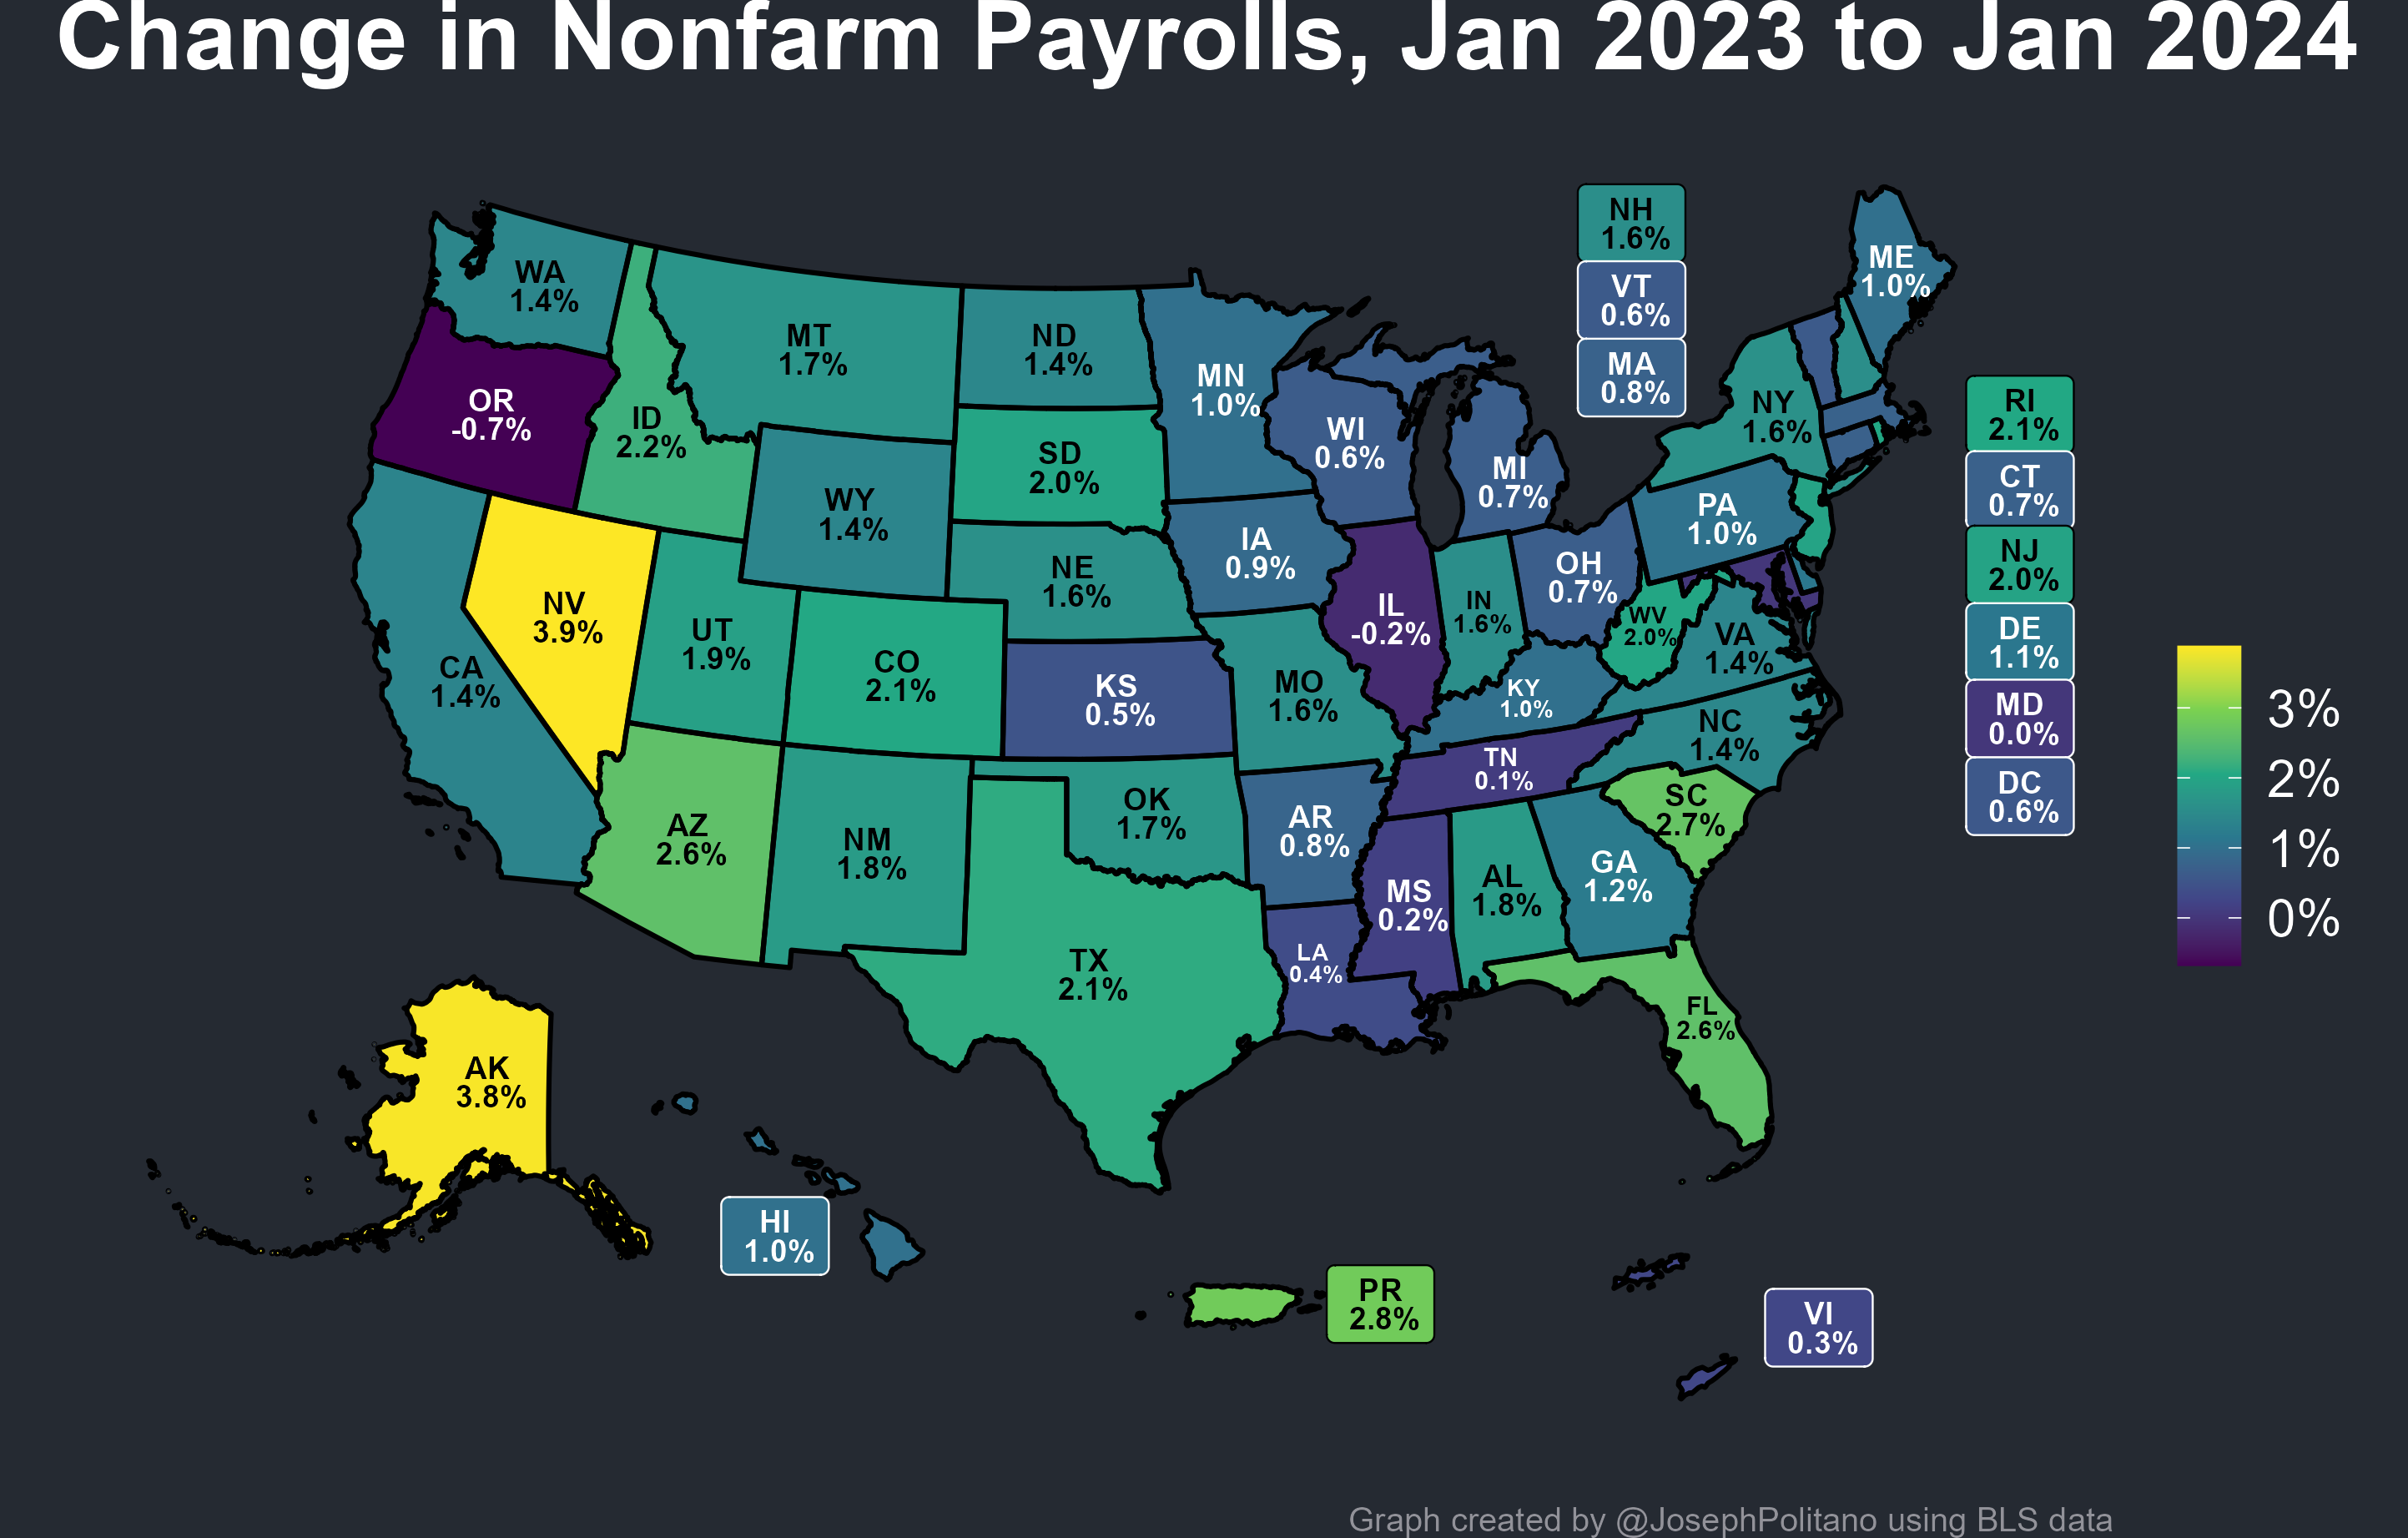 Change in Nonfarm Payrolls, Jan 2023 to Jan 2024
NH
1.6%
VT
0.6%
MA
0.8%
ME
1.0%
WA
1.4%
MT
1.7%
ND
1.4%
MN
1.0%
OR
-0.7%
ID
2.2%
SD
2.0%
WI
0.6%
MI
0.7%
NY
1.6%
RI
2.1%
CT
0.7%
NJ
2.0%
DE
1.1%
MD
0.0%
DC
0.6%
WY
1.4%
IA
0.9%
PA
1.0%
NE
1.6%
OH
0.7%
NV
3.9%
UT
1.9%
CO
2.1%
IL
-0.2%
IN
1.6%
WV
2.0%
VA
1.4%
CA
1.4%
KS
0.5%
MO
1.6%
KY
1.0%
NC
1.4%
TN
0.1%
AZ
2.6%
NM
1.8%
OK
1.7%
AR
0.8%
SC
2.7%
MS
0.2%
AL
1.8%
GA
1.2%
TX
2.1%
LA
0.4%
FL
2.6%
AK
3.8%
HI
1.0%
PR
2.8%
VI
0.3%
3%
2%
1%
0%
Graph created by @JosephPolitano using BLS data